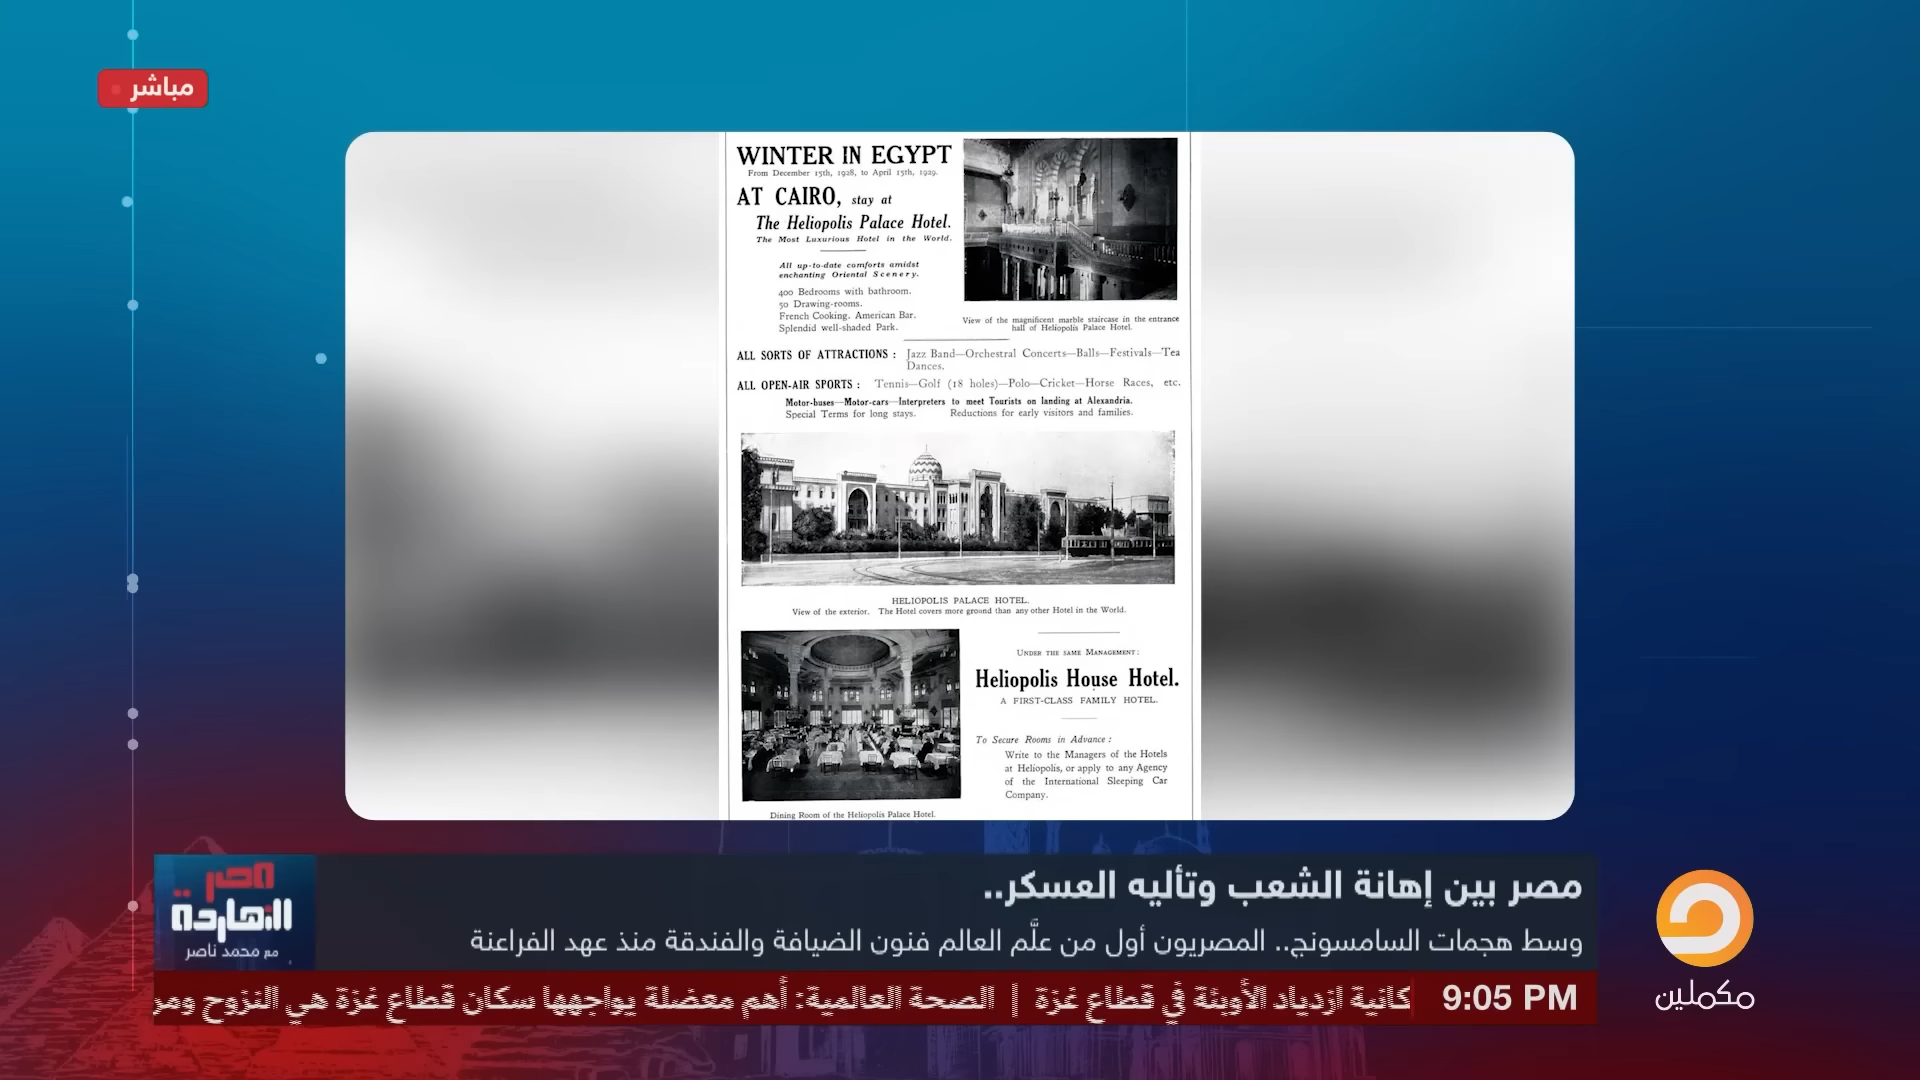 مباشر
WINTER IN EGYPT
From December 15th, 1928, to April 15th, 1929.
AT CAIRO, stay at
The Heliopolis Palace Hotel.
The Most Luxurious Hotel in the World.
All up-to-date comforts amidst
enchanting Oriental Scenery.
400 Bedrooms with bathroom.
50 Drawing-rooms.
French Cooking. American Bar.
Splendid well-shaded Park.
View of the magnificent marble staircase in the entrance
hall of Heliopolis Palace Hotel.
ALL SORTS OF ATTRACTIONS : Jazz Band—Orchestral Concerts—Balls—Festivals—Tea
Dances.
ALL OPEN-AIR SPORTS : Tennis—Golf (18 holes)—Polo—Cricket—Horse Races, etc.
Motor-buses—Motor-cars—Interpreters to meet Tourists on landing at Alexandria.
Special Terms for long stays. Reductions for early visitors and families.
HELIOPOLIS PALACE HOTEL.
View of the exterior. The Hotel covers more ground than any other Hotel in the World.
UNDER THE SAME MANAGEMENT :
Heliopolis House Hotel.
A FIRST-CLASS FAMILY HOTEL.
To Secure Rooms in Advance :
Write to the Managers of the Hotels
at Heliopolis, or apply to any Agency
of the International Sleeping Car
Company.
Dining Room of the Heliopolis Palace Hotel.
مصر بين إهانة الشعب وتأليه العسكر..
وسط هجمات السامسونج.. المصريون أول من علَّم العالم فنون الضيافة والفندقة منذ عهد الفراعنة
مصر
النهاردة
مع محمد ناصر
9:05 PM
كانية ازدياد الأوبئة في قطاع غزة | الصحة العالمية: أهم معضلة يواجهها سكان قطاع غزة هي النزوح ومر
مكملين